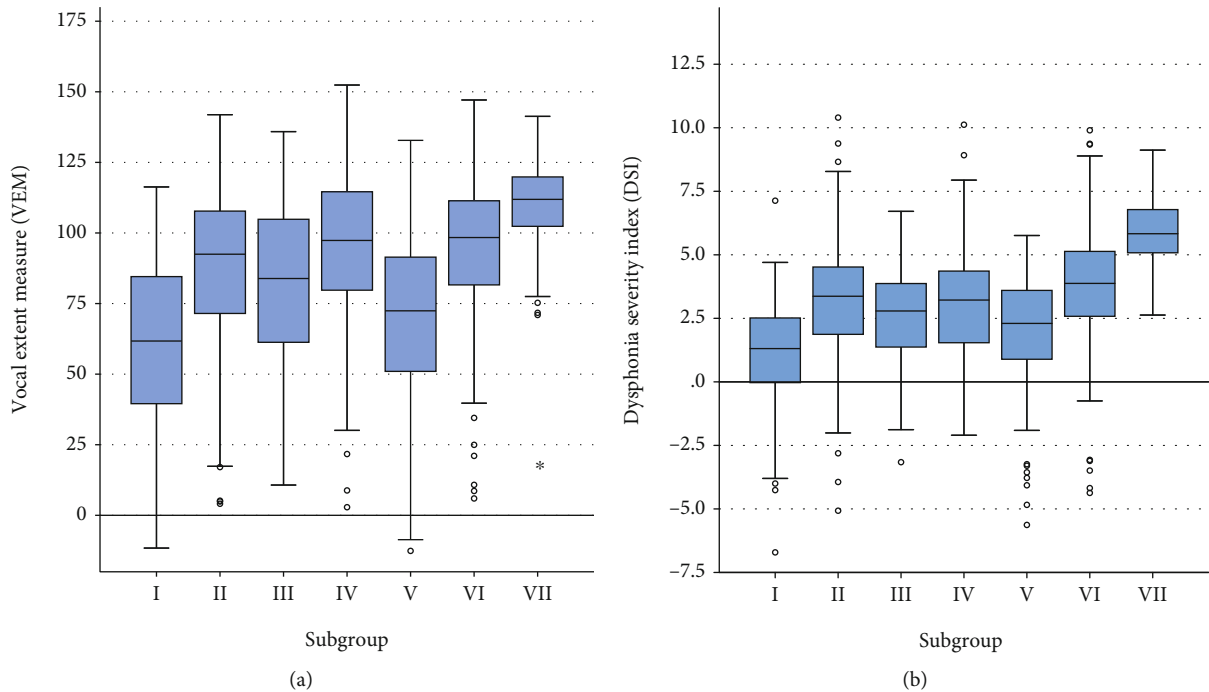 Vocal extent measure (VEM)
175
150
125
100
75
50
25
0
*
I II III IV V VI VII
Subgroup
(a)
Dysphonia severity index (DSI)
12.5
10.0
7.5
5.0
2.5
.0
−2.5
−5.0
−7.5
I II III IV V VI VII
Subgroup
(b)